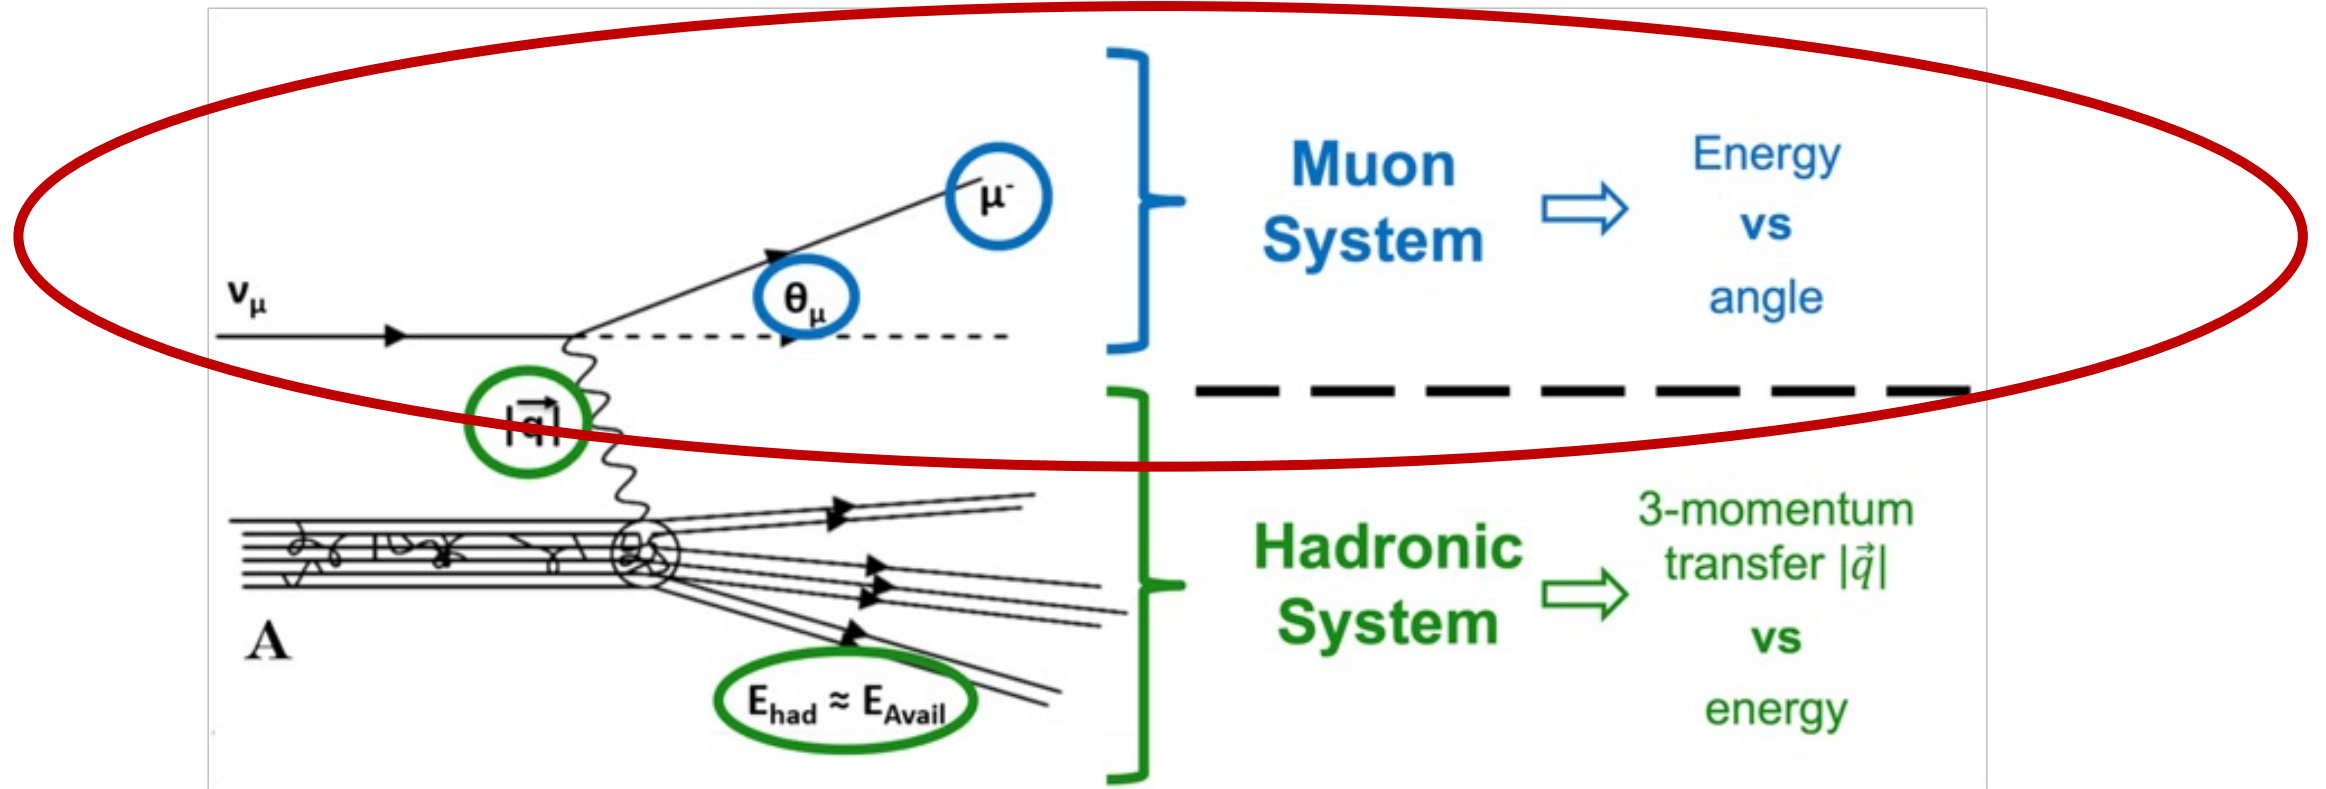 ν_μ
μ⁻
θ_μ
|q⃗|
A
E_had ≈ E_Avail
Muon
System
Energy
vs
angle
Hadronic
System
3-momentum
transfer |q⃗|
vs
energy